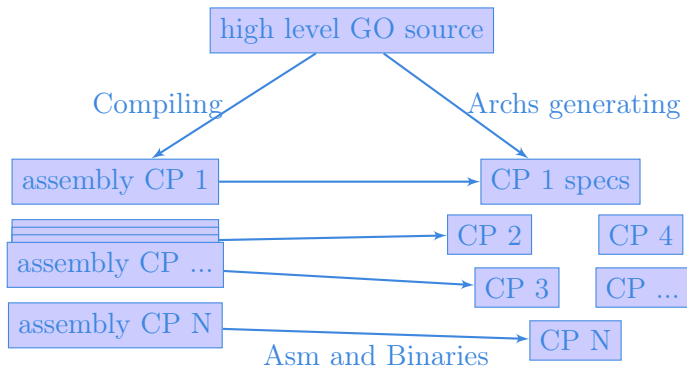 high level GO source
Compiling
Archs generating
assembly CP 1
CP 1 specs
CP 2
CP 4
assembly CP ...
CP 3
CP ...
assembly CP N
CP N
Asm and Binaries